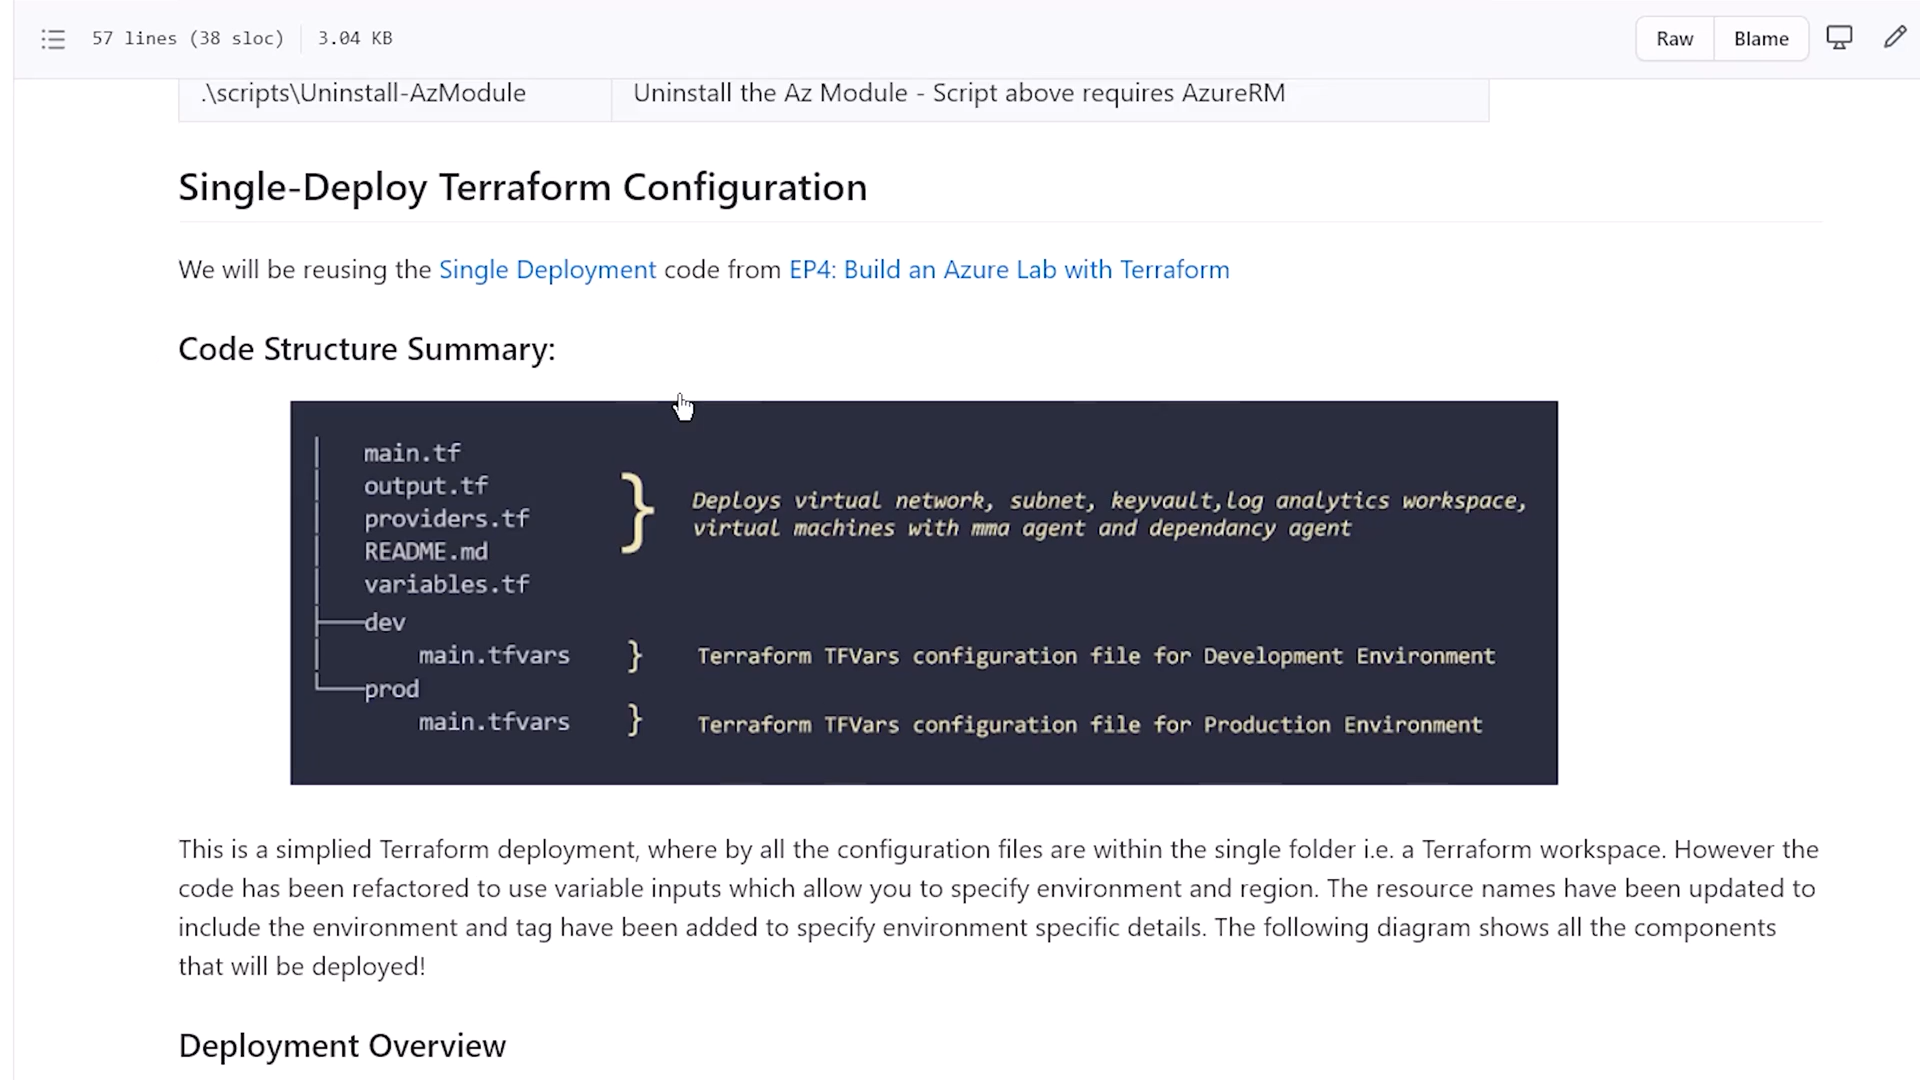 57 lines (38 sloc) 3.04 KB
Raw Blame
.\scripts\Uninstall-AzModule Uninstall the Az Module - Script above requires AzureRM
Single-Deploy Terraform Configuration
We will be reusing the Single Deployment code from EP4: Build an Azure Lab with Terraform
Code Structure Summary:
main.tf
output.tf
providers.tf
README.md
variables.tf
} Deploys virtual network, subnet, keyvault,log analytics workspace,
virtual machines with mma agent and dependancy agent
dev
main.tfvars } Terraform TFVars configuration file for Development Environment
prod
main.tfvars } Terraform TFVars configuration file for Production Environment
This is a simplied Terraform deployment, where by all the configuration files are within the single folder i.e. a Terraform workspace. However the
code has been refactored to use variable inputs which allow you to specify environment and region. The resource names have been updated to
include the environment and tag have been added to specify environment specific details. The following diagram shows all the components
that will be deployed!
Deployment Overview